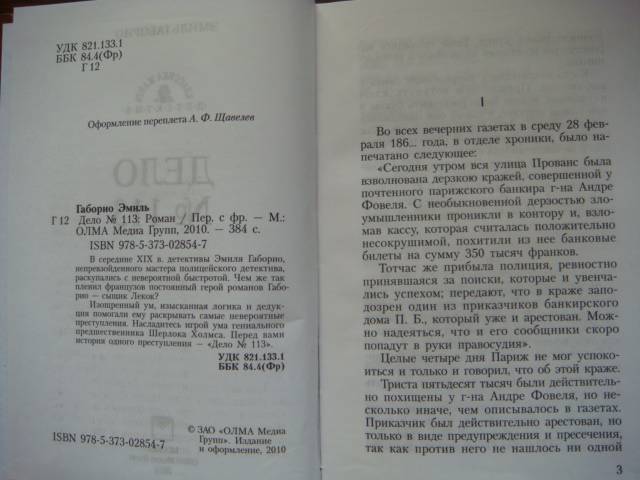 УДК 821.133.1
ББК 84.4(Фр)
Г 12
Оформление переплета А. Ф. Щавелев
Габорио Эмиль
Г 12 Дело № 113: Роман / Пер. с фр. — М.:
ОЛМА Медиа Групп, 2010. — 384 с.
ISBN 978-5-373-02854-7
В середине XIX в. детективы Эмиля Габорио,
непревзойденного мастера полицейского детектива,
раскупались с невероятной быстротой. Чем же так
пленил французов постоянный герой романов Габо-
рио — сыщик Лекок?
Изощренный ум, изысканная логика и дедук-
ция помогали ему раскрывать самые невероятные
преступления. Насладитесь игрой ума гениального
предшественника Шерлока Холмса. Перед вами
история одного преступления — «Дело № 113».
УДК 821.133.1
ББК 84.4(Фр)
© ЗАО «ОЛМА Медиа
Групп». Издание
и оформление, 2010
ISBN 978-5-373-02854-7
I
Во всех вечерних газетах в среду 28 фев-
раля 186... года, в отделе хроники, было на-
печатано следующее:
«Сегодня утром вся улица Прованс была
взволнована дерзкою кражей, совершенной у
почтенного парижского банкира г-на Андре
Фовеля. С необыкновенной дерзостью зло-
умышленники проникли в контору и, взло-
мав кассу, которая считалась положительно
несокрушимой, похитили из нее банковые
билеты на сумму 350 тысяч франков.
Тотчас же прибыла полиция, ревностно
принявшаяся за поиски, которые и увенча-
лись успехом; передают, что в краже запо-
дозрен один из приказчиков банкирского
дома П. Б., который уже и арестован. Мож-
но надеяться, что и его сообщники скоро
попадут в руки правосудия».
Целые четыре дня Париж не мог успоко-
иться и только и говорил, что об этой краже.
Триста пятьдесят тысяч были действитель-
но похищены у г-на Андре Фовеля, но не-
сколько иначе, чем описывалось в газетах.
Приказчик был действительно арестован, но
только в виде предупреждения и пресечения,
так как против него не нашлось ни одной
3